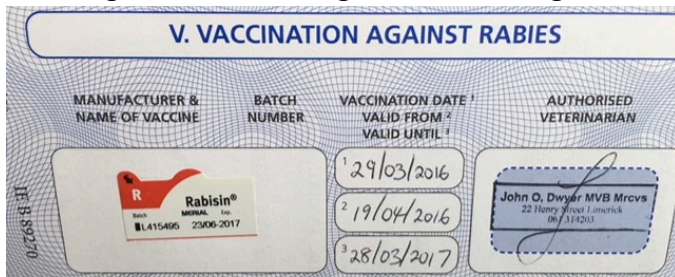 V. VACCINATION AGAINST RABIES
MANUFACTURER &
NAME OF VACCINE
BATCH
NUMBER
VACCINATION DATE ¹
VALID FROM ²
VALID UNTIL ³
AUTHORISED
VETERINARIAN
R
Rabisin®
MERIAL
Batch
Exp.
L415495 23/06-2017
¹ 29/03/2016
² 19/04/2016
³ 28/03/2017
John O, Dwyer MVB Mrcvs
22 Henry Street Limerick
061 314203